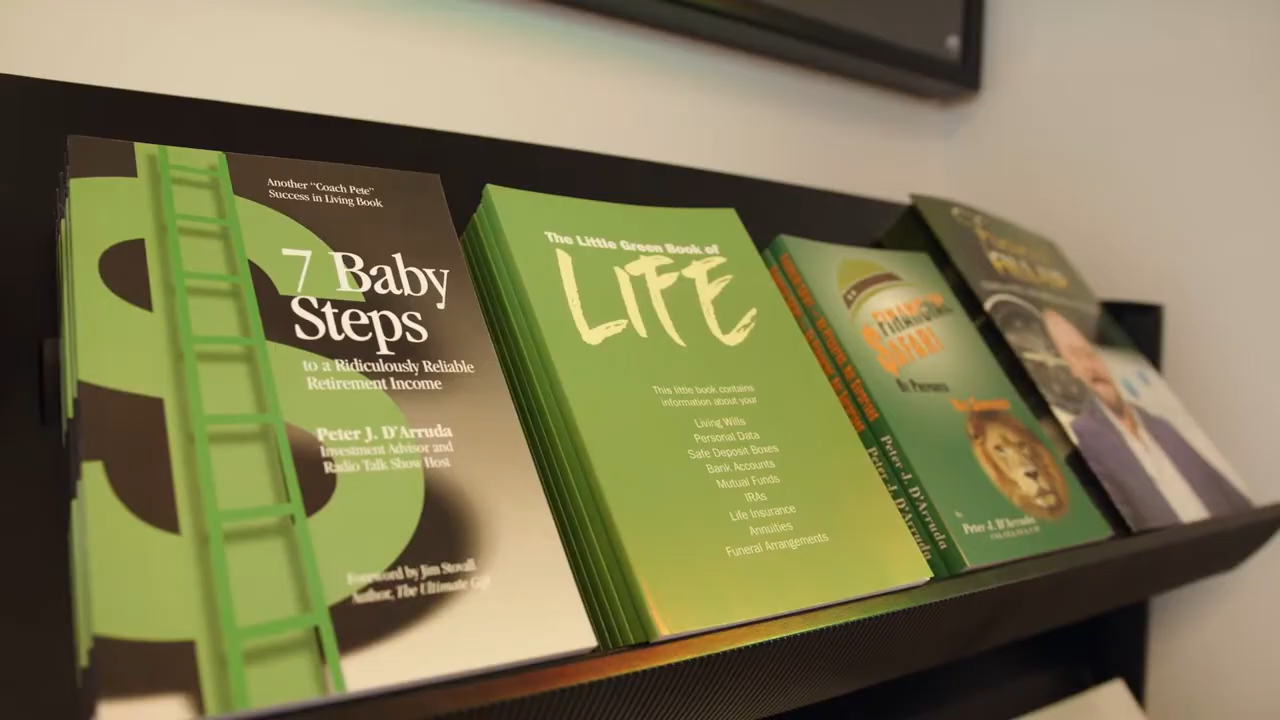 Another "Coach Pete"
Success in Living Book
7 Baby
Steps
to a Ridiculously Reliable
Retirement Income
Peter J. D'Arruda
Investment Advisor and
Radio Talk Show Host
Foreword by Jim Stovall
Author, The Ultimate Gift
The Little Green Book of
LIFE
This little book contains
information about your
Living Wills
Personal Data
Safe Deposit Boxes
Bank Accounts
Mutual Funds
IRAs
Life Insurance
Annuities
Funeral Arrangements
Peter J. D'Arruda
Peter J. D'Arruda
FINANCIAL
SAFARI
Be Prepared
by
Peter J. D'Arruda